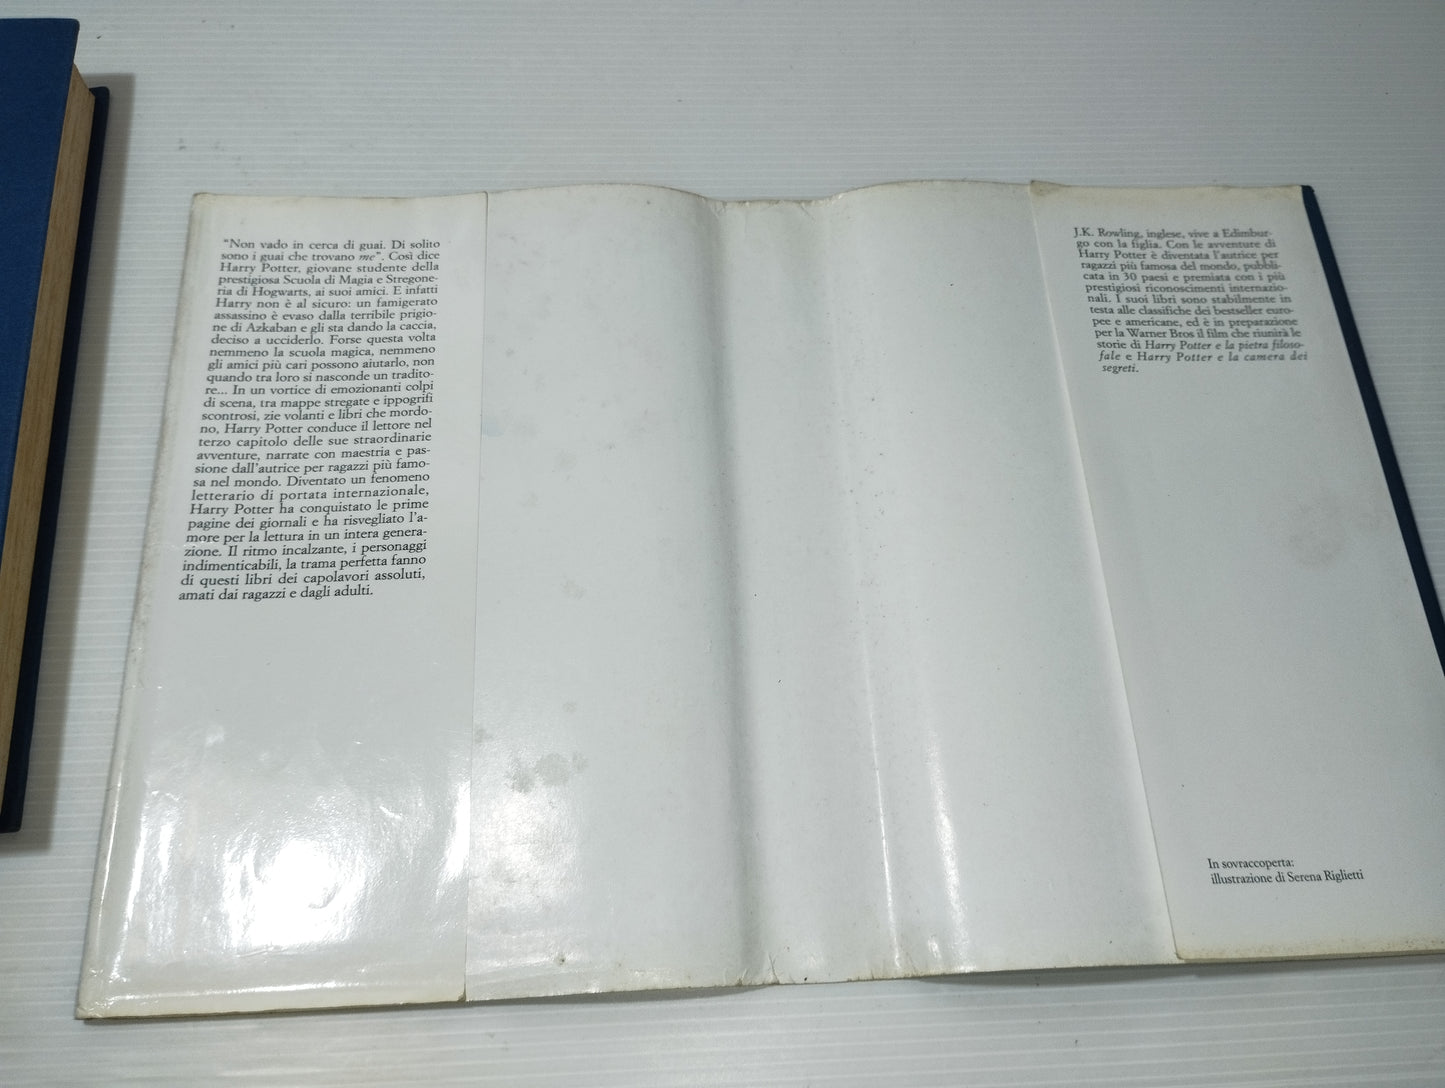 "Non vado in cerca di guai. Di solito
sono i guai che trovano me". Così dice
Harry Potter, giovane studente della
prestigiosa Scuola di Magia e Stregone-
ria di Hogwarts, ai suoi amici. E infatti
Harry non è al sicuro: un famigerato
assassino è evaso dalla terribile prigio-
ne di Azkaban e gli sta dando la caccia,
deciso a ucciderlo. Forse questa volta
nemmeno la scuola magica, nemmeno
gli amici più cari possono aiutarlo, non
quando tra loro si nasconde un tradito-
re... In un vortice di emozionanti colpi
di scena, tra mappe stregate e ippogrifi
scontrosi, zie volanti e libri che mordo-
no, Harry Potter conduce il lettore nel
terzo capitolo delle sue straordinarie
avventure, narrate con maestria e pas-
sione dall'autrice per ragazzi più famo-
sa nel mondo. Diventato un fenomeno
letterario di portata internazionale,
Harry Potter ha conquistato le prime
pagine dei giornali e ha risvegliato l'a-
more per la lettura in un intera genera-
zione. Il ritmo incalzante, i personaggi
indimenticabili, la trama perfetta fanno
di questi libri dei capolavori assoluti,
amati dai ragazzi e dagli adulti.
J.K. Rowling, inglese, vive a Edimbur-
go con la figlia. Con le avventure di
Harry Potter è diventata l'autrice per
ragazzi più famosa del mondo, pubbli-
cata in 30 paesi e premiata con i più
prestigiosi riconoscimenti internazio-
nali. I suoi libri sono stabilmente in
testa alle classifiche dei bestseller euro-
pee e americane, ed è in preparazione
per la Warner Bros il film che riunirà le
storie di Harry Potter e la pietra filoso-
fale e Harry Potter e la camera dei
segreti.
In sovraccoperta:
illustrazione di Serena Riglietti